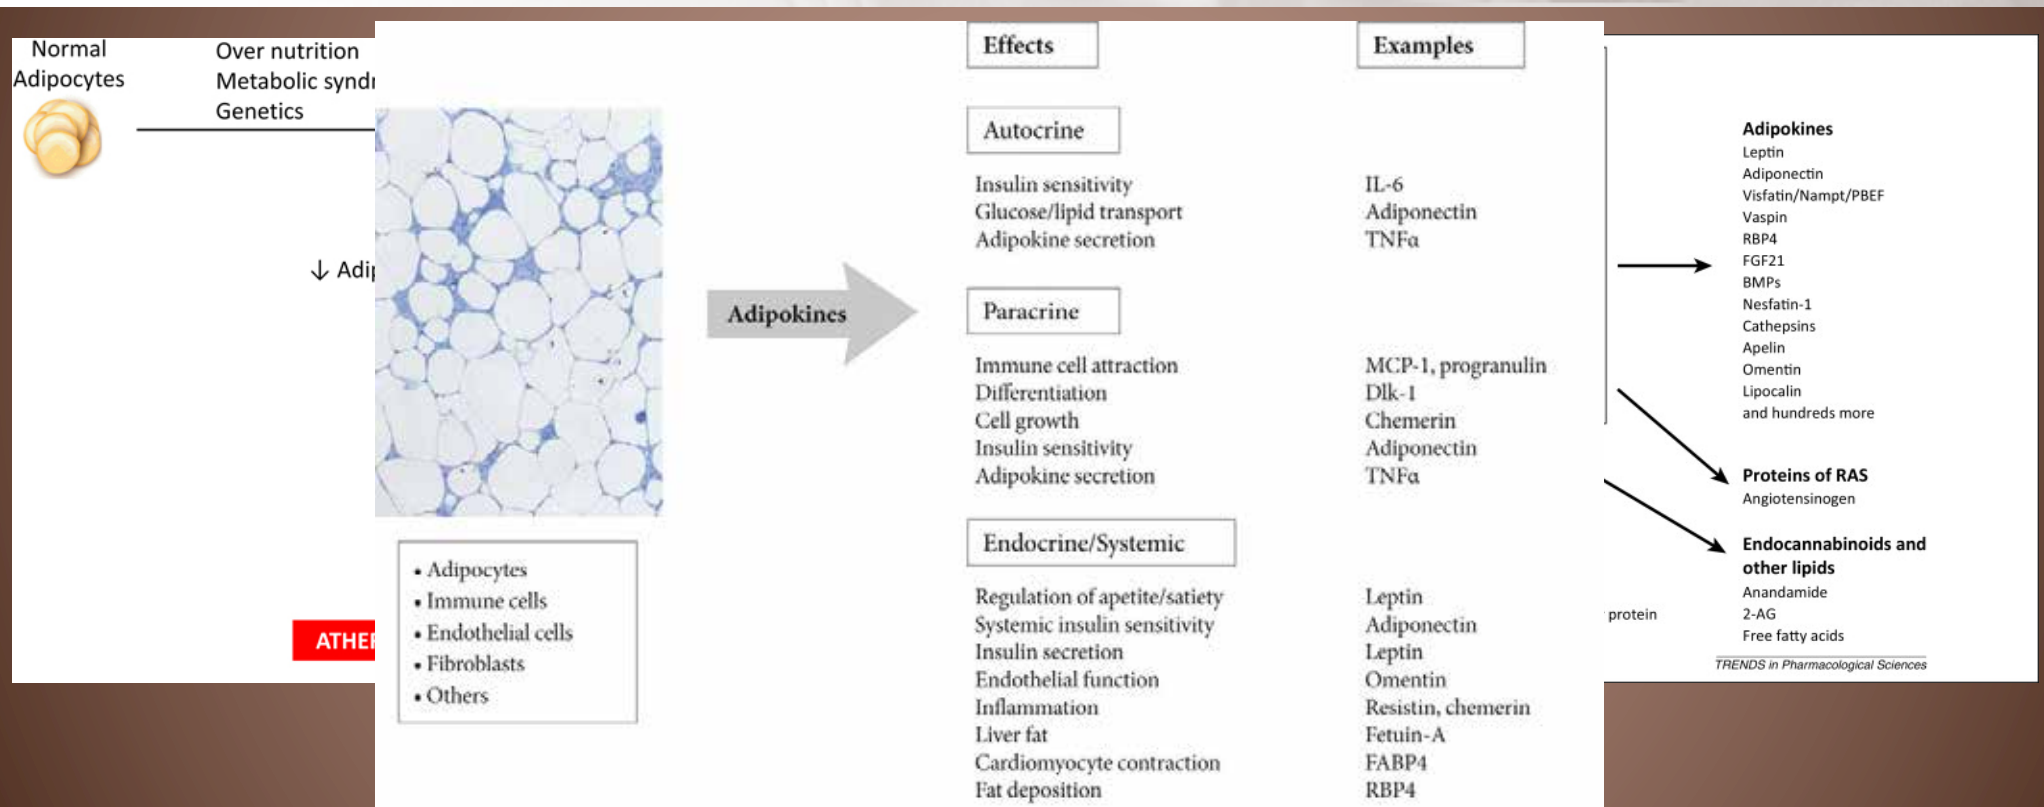 Normal
Adipocytes
Over nutrition
Metabolic
Genetics
↓
Effects
Examples
Autocrine
Insulin sensitivity IL-6
Glucose/lipid transport Adiponectin
Adipokine secretion TNFα
Adipokines
Paracrine
Immune cell attraction MCP-1, progranulin
Differentiation Dlk-1
Cell growth Chemerin
Insulin sensitivity Adiponectin
Adipokine secretion TNFα
Endocrine/Systemic
Regulation of apetite/satiety Leptin
Systemic insulin sensitivity Adiponectin
Insulin secretion Leptin
Endothelial function Omentin
Inflammation Resistin, chemerin
Liver fat Fetuin-A
Cardiomyocyte contraction FABP4
Fat deposition RBP4
• Adipocytes
• Immune cells
• Endothelial cells
• Fibroblasts
• Others
Adipokines
Leptin
Adiponectin
Visfatin/Nampt/PBEF
Vaspin
RBP4
FGF21
BMPs
Nesfatin-1
Cathepsins
Apelin
Omentin
Lipocalin
and hundreds more
Proteins of RAS
Angiotensinogen
Endocannabinoids and
other lipids
Anandamide
protein
2-AG
Free fatty acids
TRENDS in Pharmacological Sciences